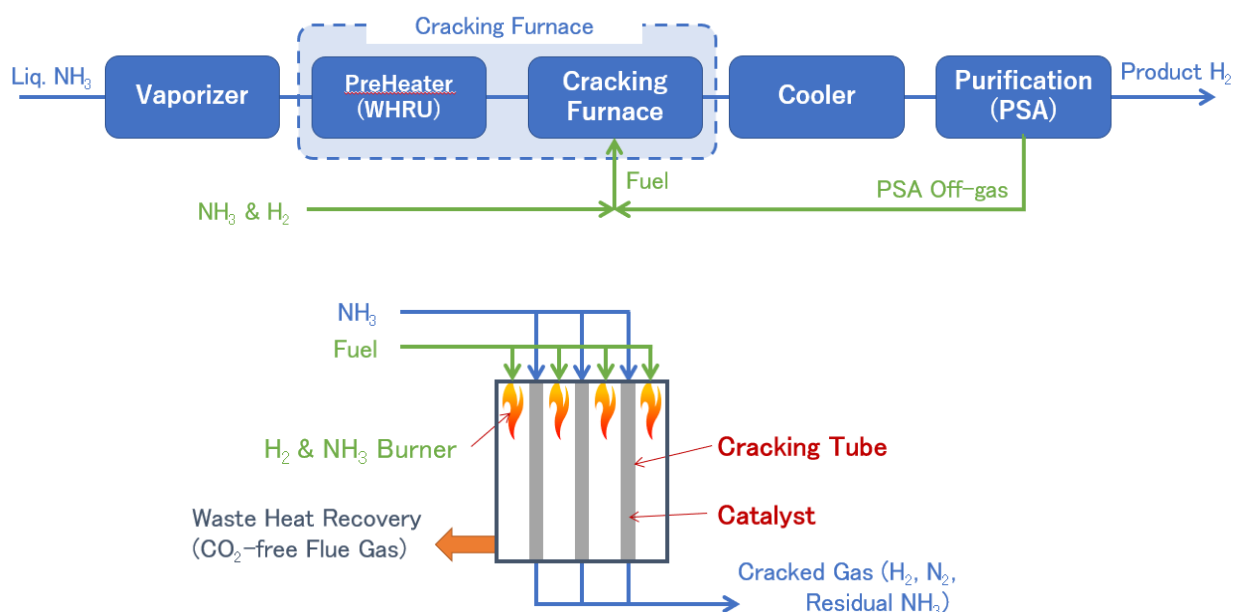 Cracking Furnace
Liq. NH₃
Vaporizer
PreHeater
(WHRU)
Cracking
Furnace
Cooler
Purification
(PSA)
Product H₂
Fuel
PSA Off-gas
NH₃ & H₂
NH₃
Fuel
H₂ & NH₃ Burner
Cracking Tube
Catalyst
Waste Heat Recovery
(CO₂-free Flue Gas)
Cracked Gas (H₂, N₂,
Residual NH₃)